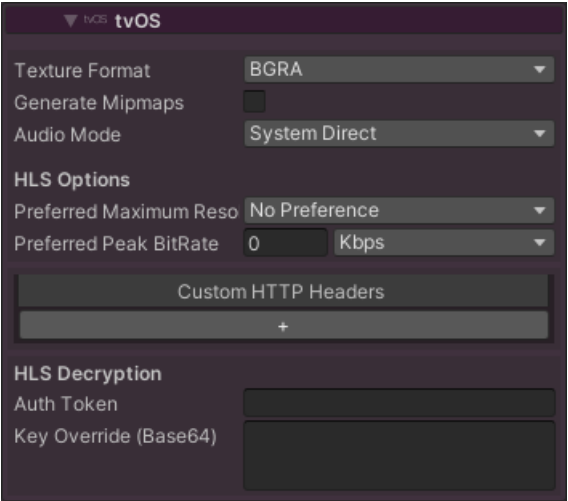 tvOS tvOS
Texture Format BGRA
Generate Mipmaps
Audio Mode System Direct
HLS Options
Preferred Maximum Reso No Preference
Preferred Peak BitRate 0 Kbps
Custom HTTP Headers
+
HLS Decryption
Auth Token
Key Override (Base64)